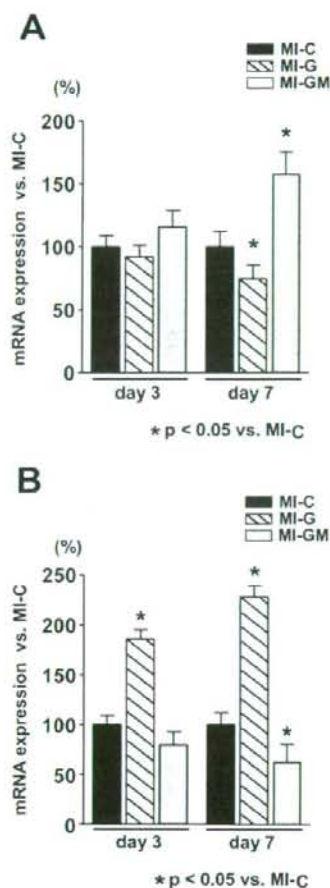 A
MI-C
MI-G
MI-GM
(%)
200
150
100
50
0
mRNA expression vs. MI-C
*
*
day 3
day 7
* p < 0.05 vs. MI-C
B
MI-C
MI-G
MI-GM
(%)
250
200
150
100
50
0
mRNA expression vs. MI-C
*
*
*
day 3
day 7
* p < 0.05 vs. MI-C